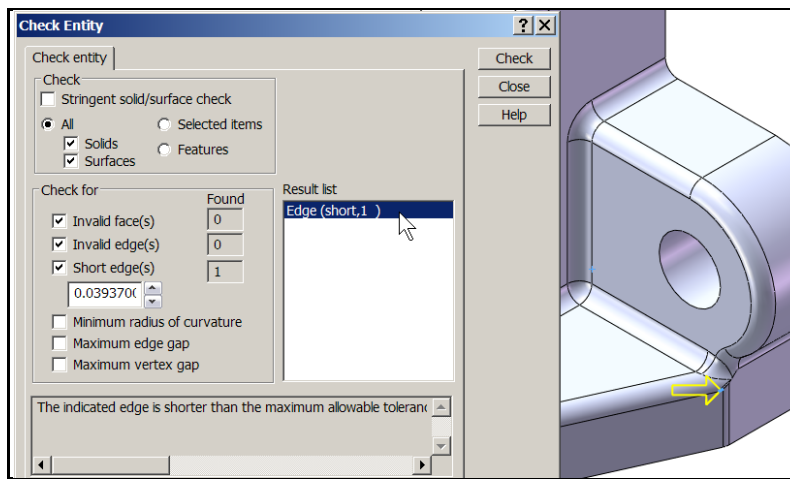 Check Entity
Check entity
Check
Close
Help
Check
Stringent solid/surface check
All
Selected items
Solids
Features
Surfaces
Check for
Found
Result list
Invalid face(s)
0
Edge (short,1 )
Invalid edge(s)
0
Short edge(s)
1
0.039370
Minimum radius of curvature
Maximum edge gap
Maximum vertex gap
The indicated edge is shorter than the maximum allowable toleranc